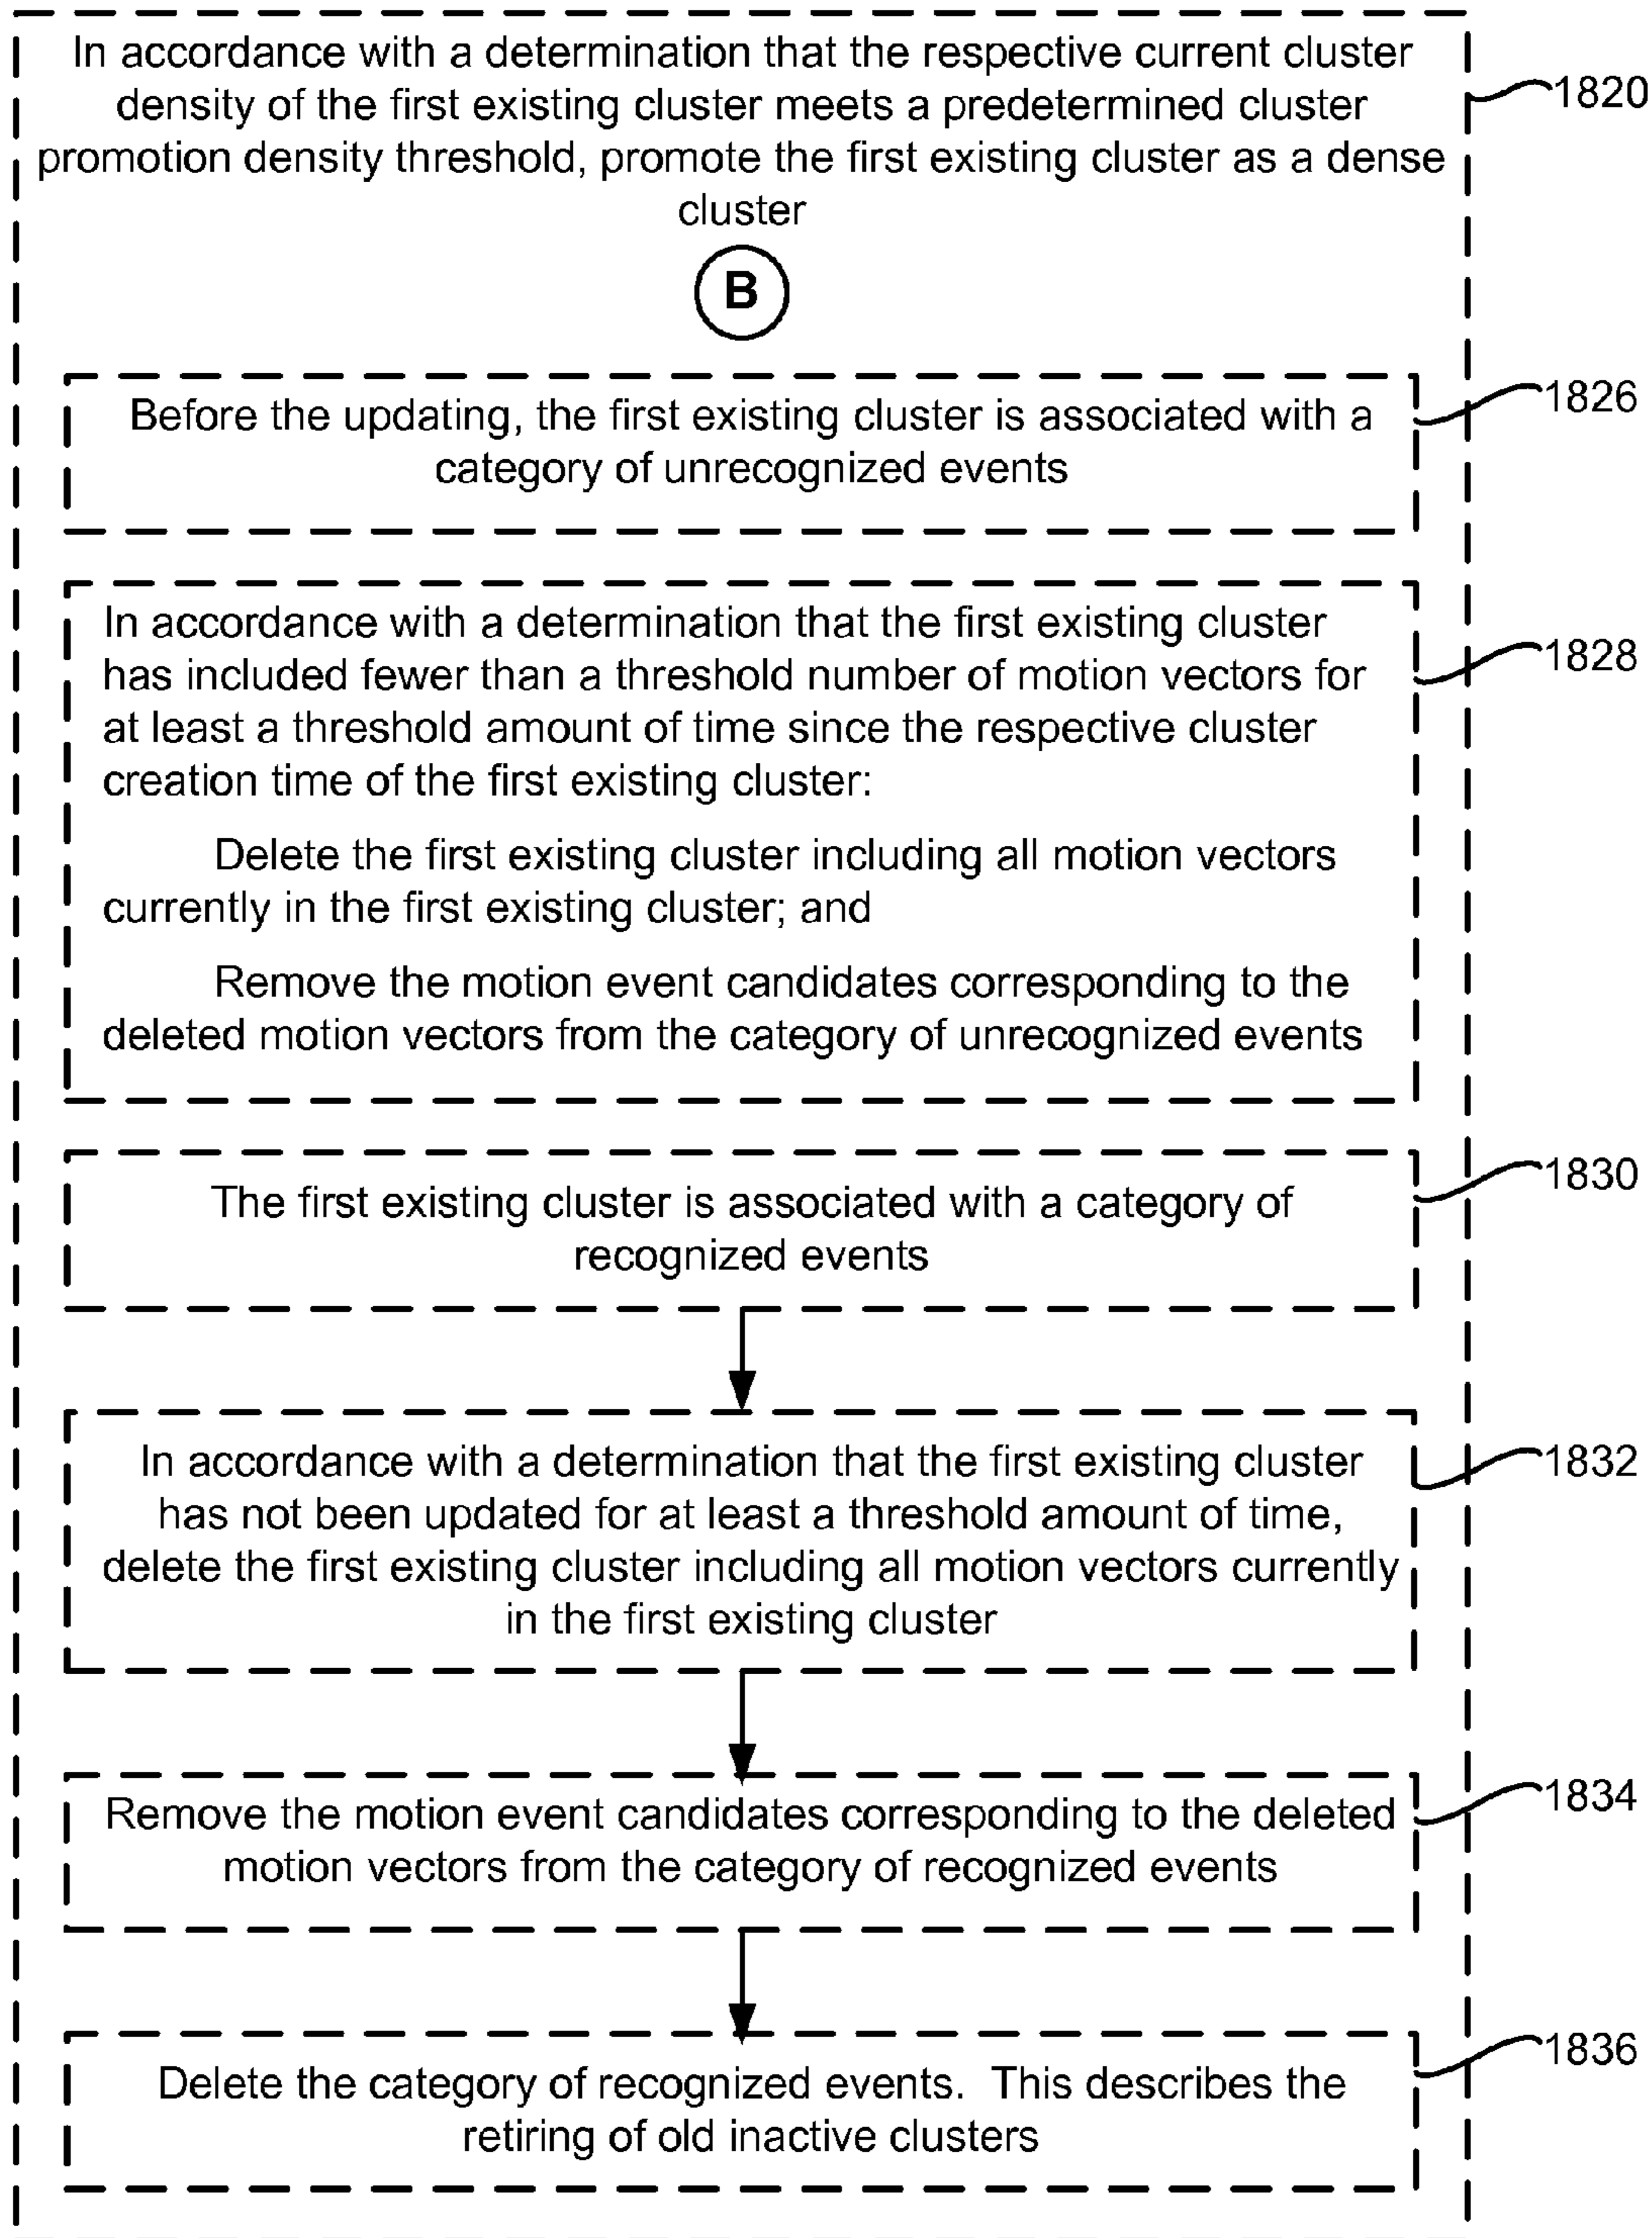 In accordance with a determination that the respective current cluster
density of the first existing cluster meets a predetermined cluster
promotion density threshold, promote the first existing cluster as a dense
cluster
1820
B
Before the updating, the first existing cluster is associated with a
category of unrecognized events
1826
In accordance with a determination that the first existing cluster
has included fewer than a threshold number of motion vectors for
at least a threshold amount of time since the respective cluster
creation time of the first existing cluster:
Delete the first existing cluster including all motion vectors
currently in the first existing cluster; and
Remove the motion event candidates corresponding to the
deleted motion vectors from the category of unrecognized events
1828
The first existing cluster is associated with a category of
recognized events
1830
In accordance with a determination that the first existing cluster
has not been updated for at least a threshold amount of time,
delete the first existing cluster including all motion vectors currently
in the first existing cluster
1832
Remove the motion event candidates corresponding to the deleted
motion vectors from the category of recognized events
1834
Delete the category of recognized events.  This describes the
retiring of old inactive clusters
1836